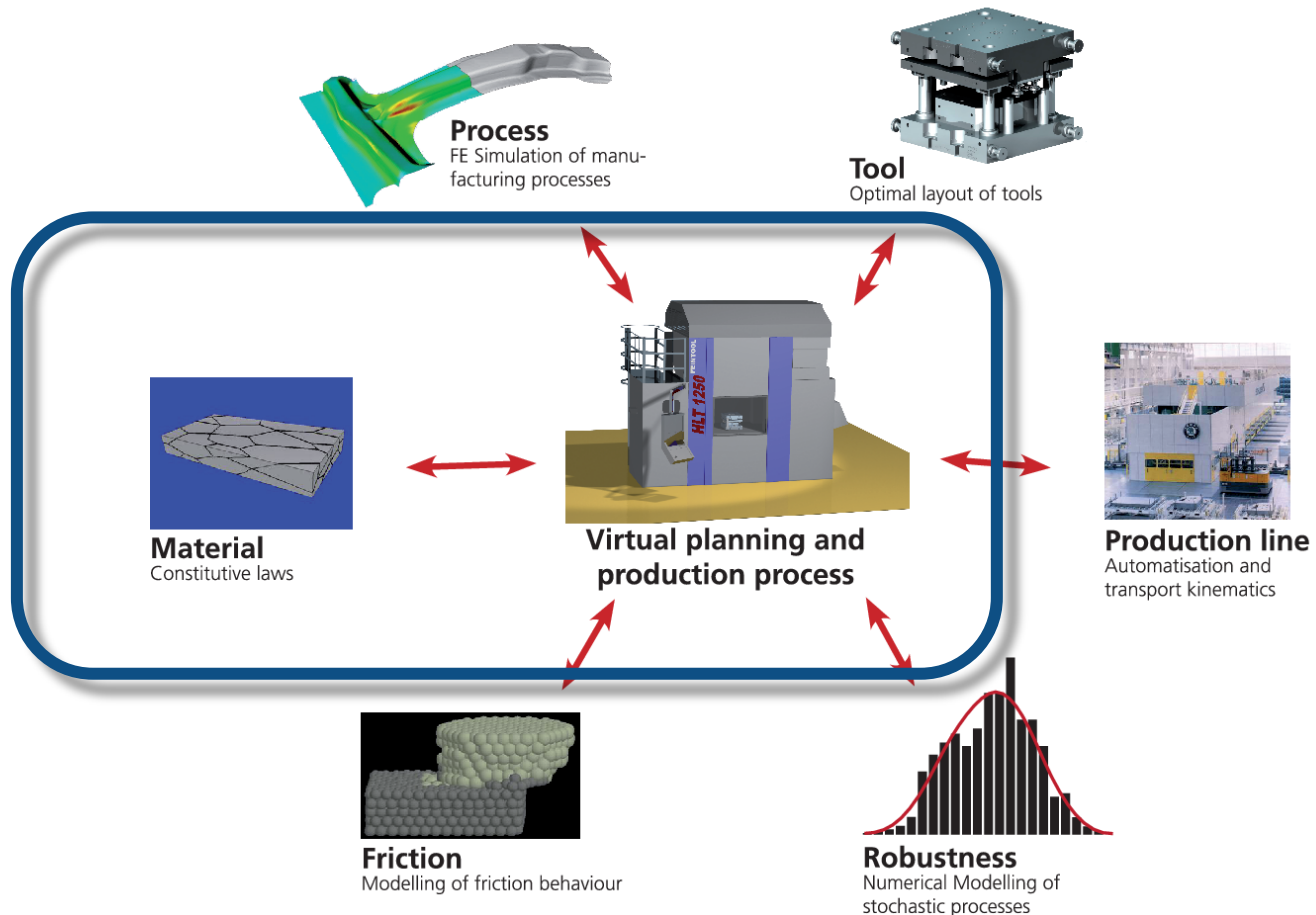 Process
FE Simulation of manu-
facturing processes
Tool
Optimal layout of tools
HLT 1250
Material
Constitutive laws
Virtual planning and
production process
Production line
Automatisation and
transport kinematics
Friction
Modelling of friction behaviour
Robustness
Numerical Modelling of
stochastic processes